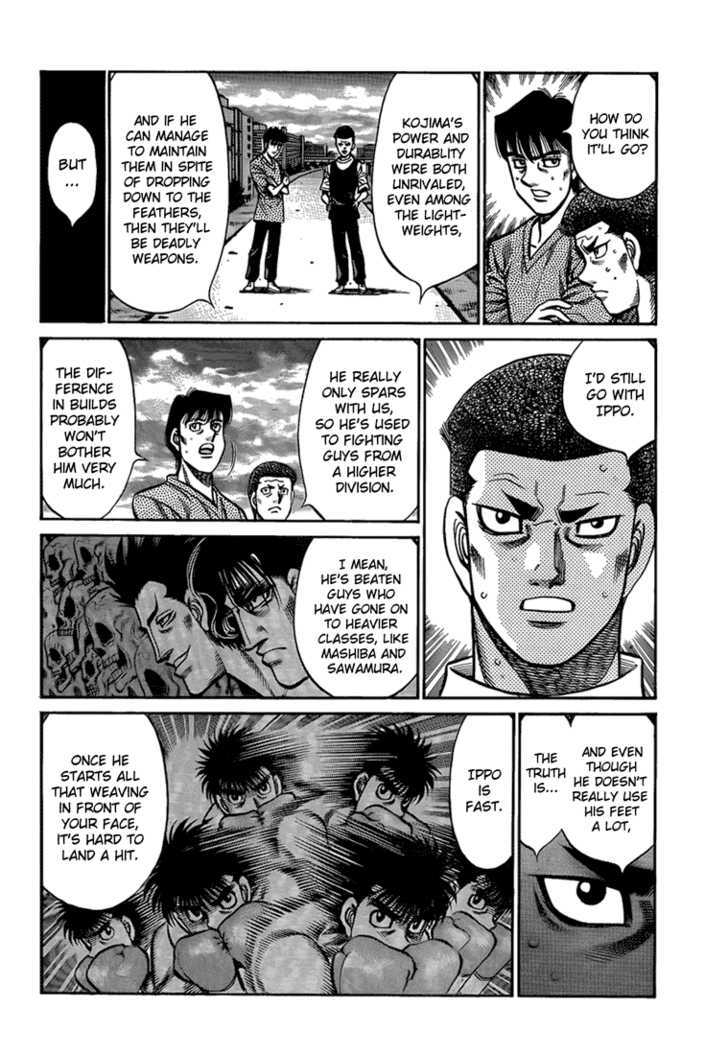 HOW DO
YOU THINK
IT'LL GO?
KOJIMA'S
POWER AND
DURABLITY
WERE BOTH
UNRIVALED,
EVEN AMONG
THE LIGHT-
WEIGHTS,
AND IF HE
CAN MANAGE
TO MAINTAIN
THEM IN SPITE
OF DROPPING
DOWN TO THE
FEATHERS,
THEN THEY'LL
BE DEADLY
WEAPONS.
BUT
...
I'D STILL
GO WITH
IPPO.
HE REALLY
ONLY SPARS
WITH US,
SO HE'S USED
TO FIGHTING
GUYS FROM
A HIGHER
DIVISION.
THE DIF-
FERENCE
IN BUILDS
PROBABLY
WON'T
BOTHER
HIM VERY
MUCH.
I MEAN,
HE'S BEATEN
GUYS WHO
HAVE GONE ON
TO HEAVIER
CLASSES, LIKE
MASHIBA AND
SAWAMURA.
AND EVEN
THOUGH
HE DOESN'T
REALLY USE
HIS FEET
A LOT,
THE
TRUTH
IS...
IPPO
IS
FAST.
ONCE HE
STARTS ALL
THAT WEAVING
IN FRONT OF
YOUR FACE,
IT'S HARD TO
LAND A HIT.